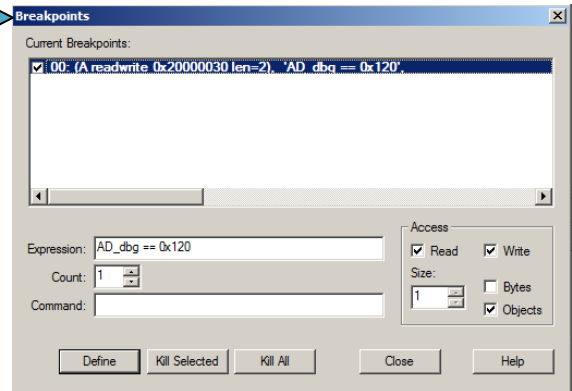 Breakpoints
Current Breakpoints:
00: (A readwrite 0x20000030 len=2), 'AD_dbg == 0x120',
Expression: AD_dbg == 0x120
Count: 1
Command:
Access
Read Write
Size:
1
Bytes
Objects
Define Kill Selected Kill All Close Help